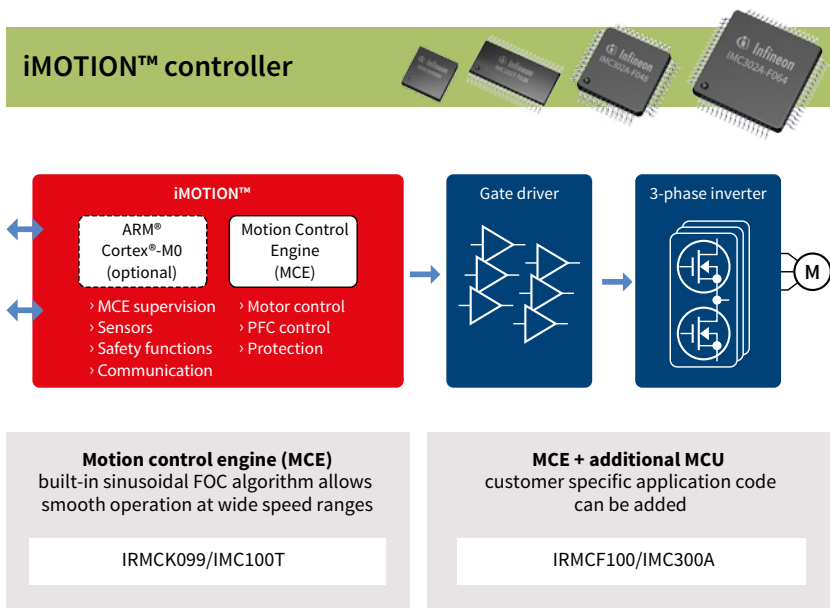 iMOTION™ controller
Infineon
Infineon
IMC302A-F048
Infineon
IMC302A-F064
iMOTION™
ARM®
Cortex®-M0
(optional)
Motion Control
Engine
(MCE)
› MCE supervision
› Sensors
› Safety functions
› Communication
› Motor control
› PFC control
› Protection
Gate driver
3-phase inverter
M
Motion control engine (MCE)
built-in sinusoidal FOC algorithm allows
smooth operation at wide speed ranges
IRMCK099/IMC100T
MCE + additional MCU
customer specific application code
can be added
IRMCF100/IMC300A